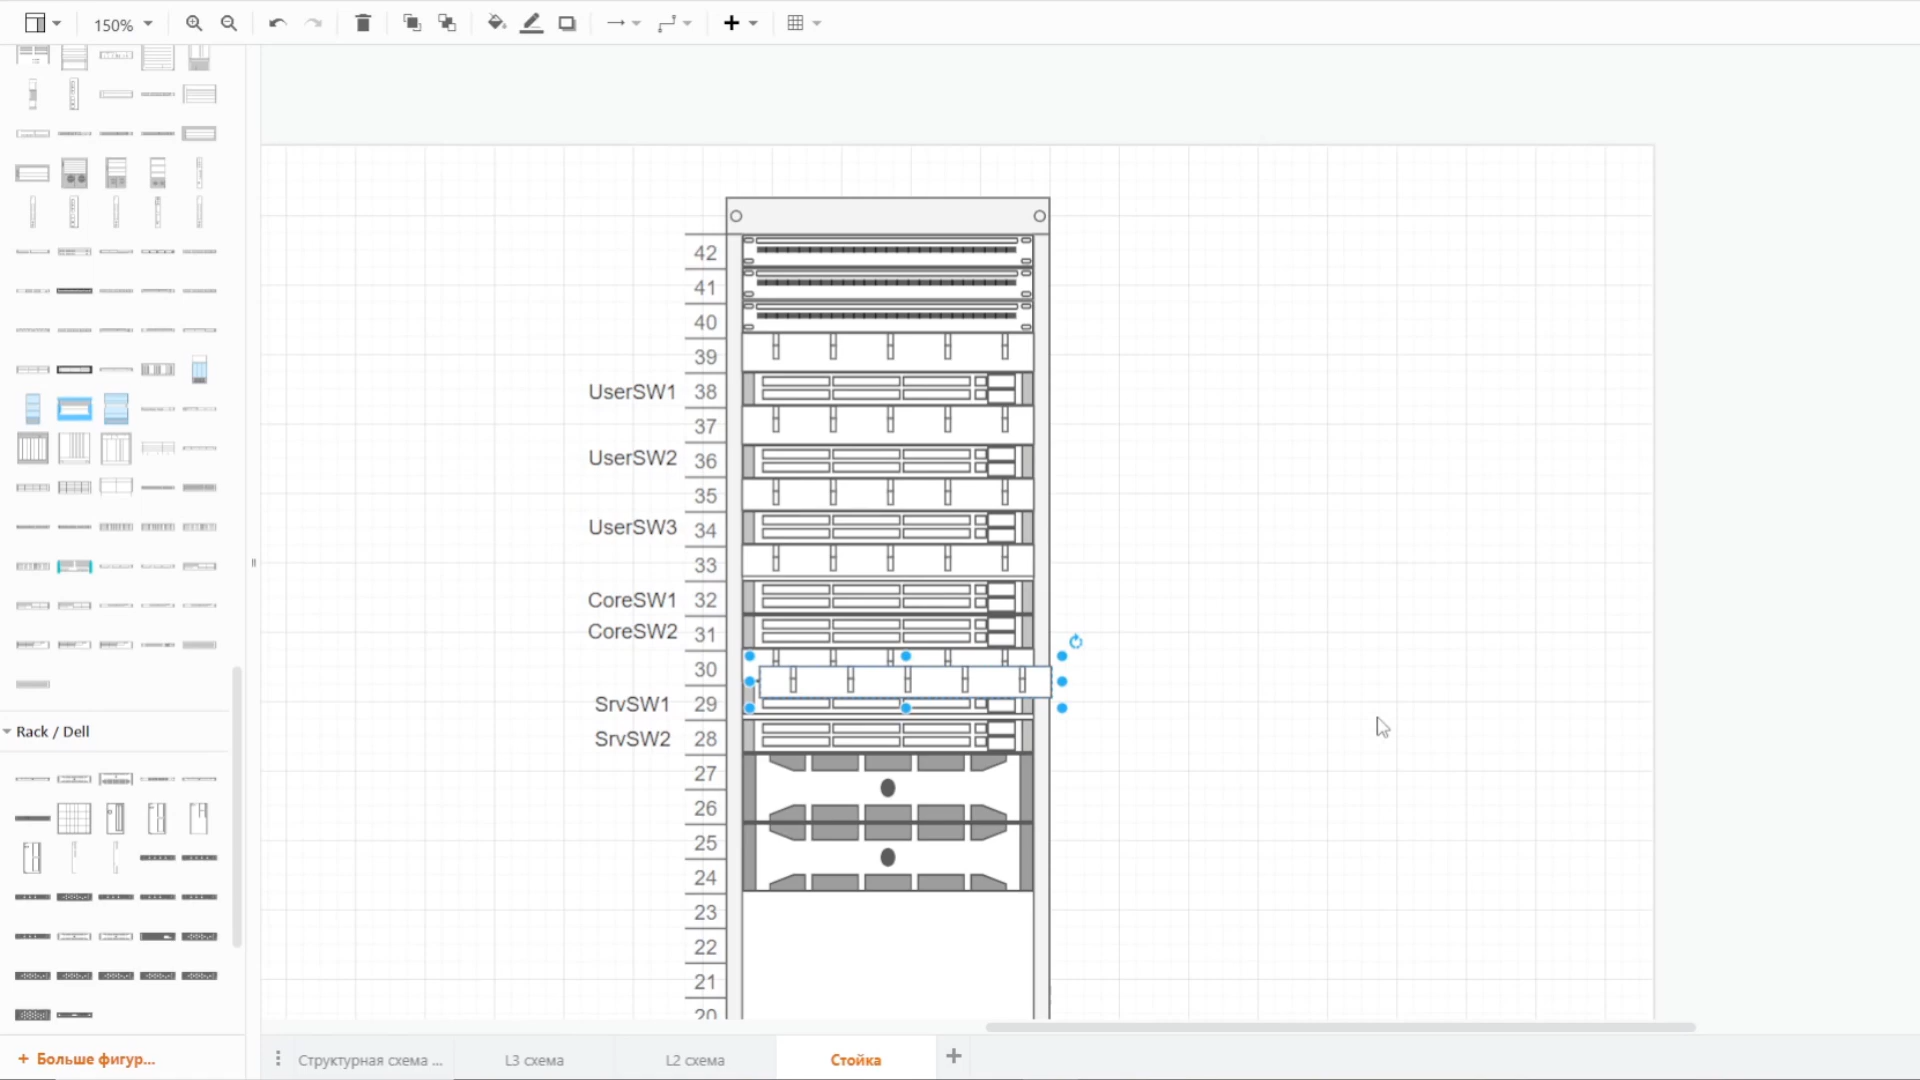 150%
42
41
40
39
UserSW1 38
37
UserSW2 36
35
UserSW3 34
33
CoreSW1 32
CoreSW2 31
30
SrvSW1 29
SrvSW2 28
Rack / Dell
27
26
25
24
23
22
21
20
+ Больше фигур...
Структурная схема ...
L3 схема
L2 схема
Стойка
+